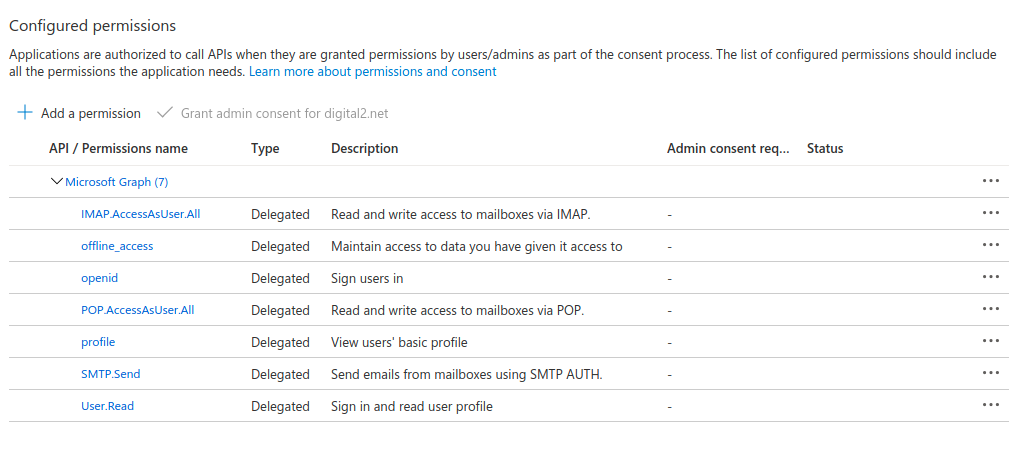 Configured permissions
Applications are authorized to call APIs when they are granted permissions by users/admins as part of the consent process. The list of configured permissions should include
all the permissions the application needs. Learn more about permissions and consent
Add a permission Grant admin consent for digital2.net
API / Permissions name Type Description Admin consent req... Status
Microsoft Graph (7) ...
IMAP.AccessAsUser.All Delegated Read and write access to mailboxes via IMAP. - ...
offline_access Delegated Maintain access to data you have given it access to - ...
openid Delegated Sign users in - ...
POP.AccessAsUser.All Delegated Read and write access to mailboxes via POP. - ...
profile Delegated View users' basic profile - ...
SMTP.Send Delegated Send emails from mailboxes using SMTP AUTH. - ...
User.Read Delegated Sign in and read user profile - ...